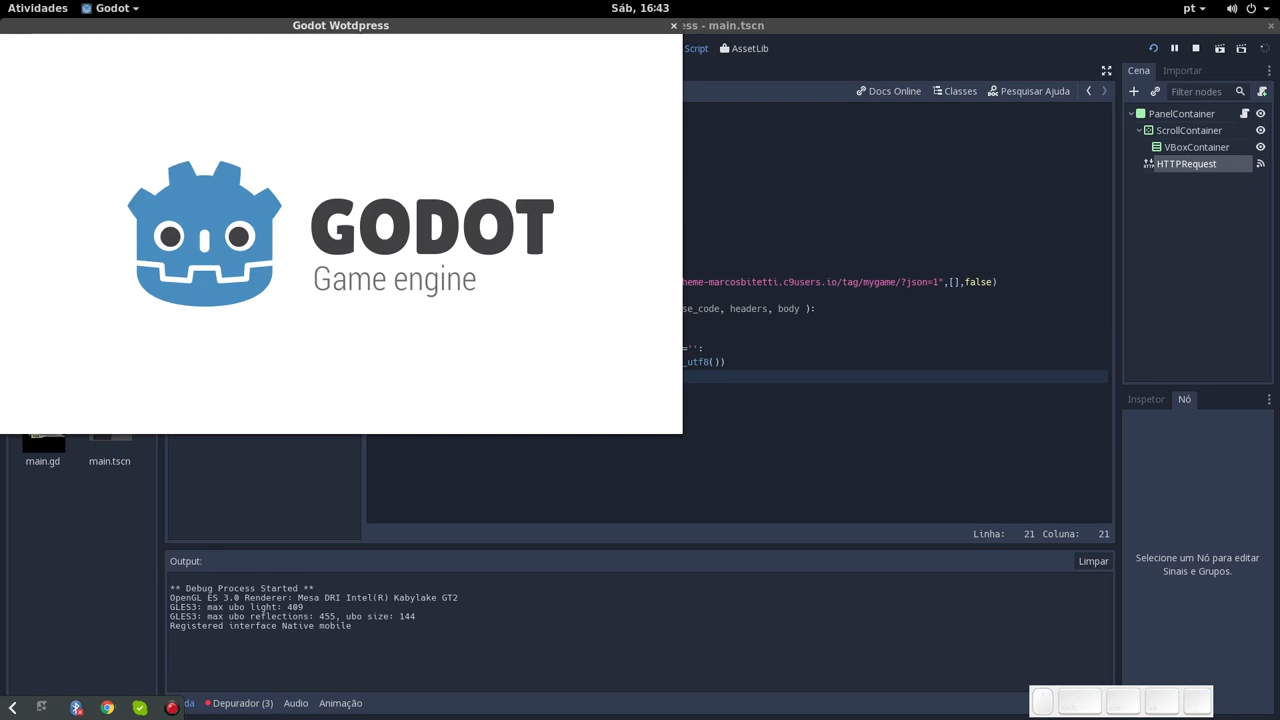 Atividades
Godot
Sáb, 16:43
pt
Godot Wotdpress
ess - main.tscn
Script
AssetLib
Cena
Importar
Docs Online
Classes
Pesquisar Ajuda
Filter nodes
PanelContainer
ScrollContainer
VBoxContainer
HTTPRequest
GODOT
Game engine
heme-marcosbitetti.c9users.io/tag/mygame/?json=1",[],false)
se_code, headers, body ):
='':
_utf8())
Inspetor
Nó
main.gd
main.tscn
Linha: 21 Coluna: 21
Selecione um Nó para editar
Sinais e Grupos.
Output:
Limpar
** Debug Process Started **
OpenGL ES 3.0 Renderer: Mesa DRI Intel(R) Kabylake GT2
GLES3: max ubo light: 409
GLES3: max ubo reflections: 455, ubo size: 144
Registered interface Native mobile
da
Depurador (3)
Audio
Animação